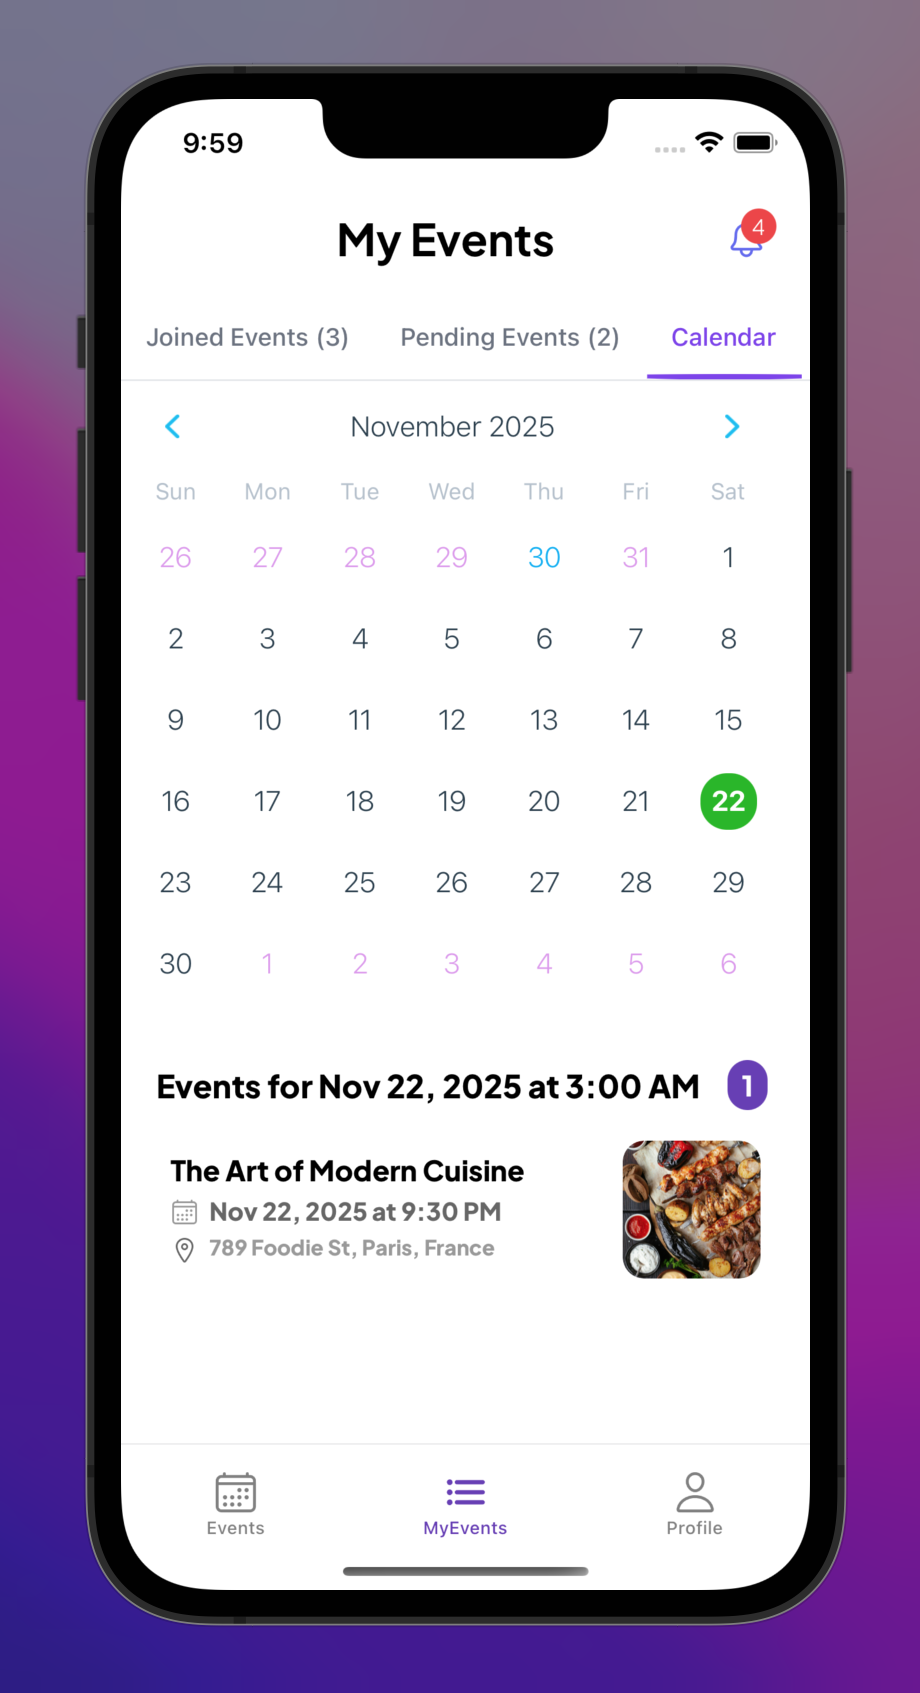 9:59
My Events
4
Joined Events (3) Pending Events (2) Calendar
November 2025
Sun Mon Tue Wed Thu Fri Sat
26 27 28 29 30 31 1
2 3 4 5 6 7 8
9 10 11 12 13 14 15
16 17 18 19 20 21 22
23 24 25 26 27 28 29
30 1 2 3 4 5 6
Events for Nov 22, 2025 at 3:00 AM 1
The Art of Modern Cuisine
Nov 22, 2025 at 9:30 PM
789 Foodie St, Paris, France
Events MyEvents Profile